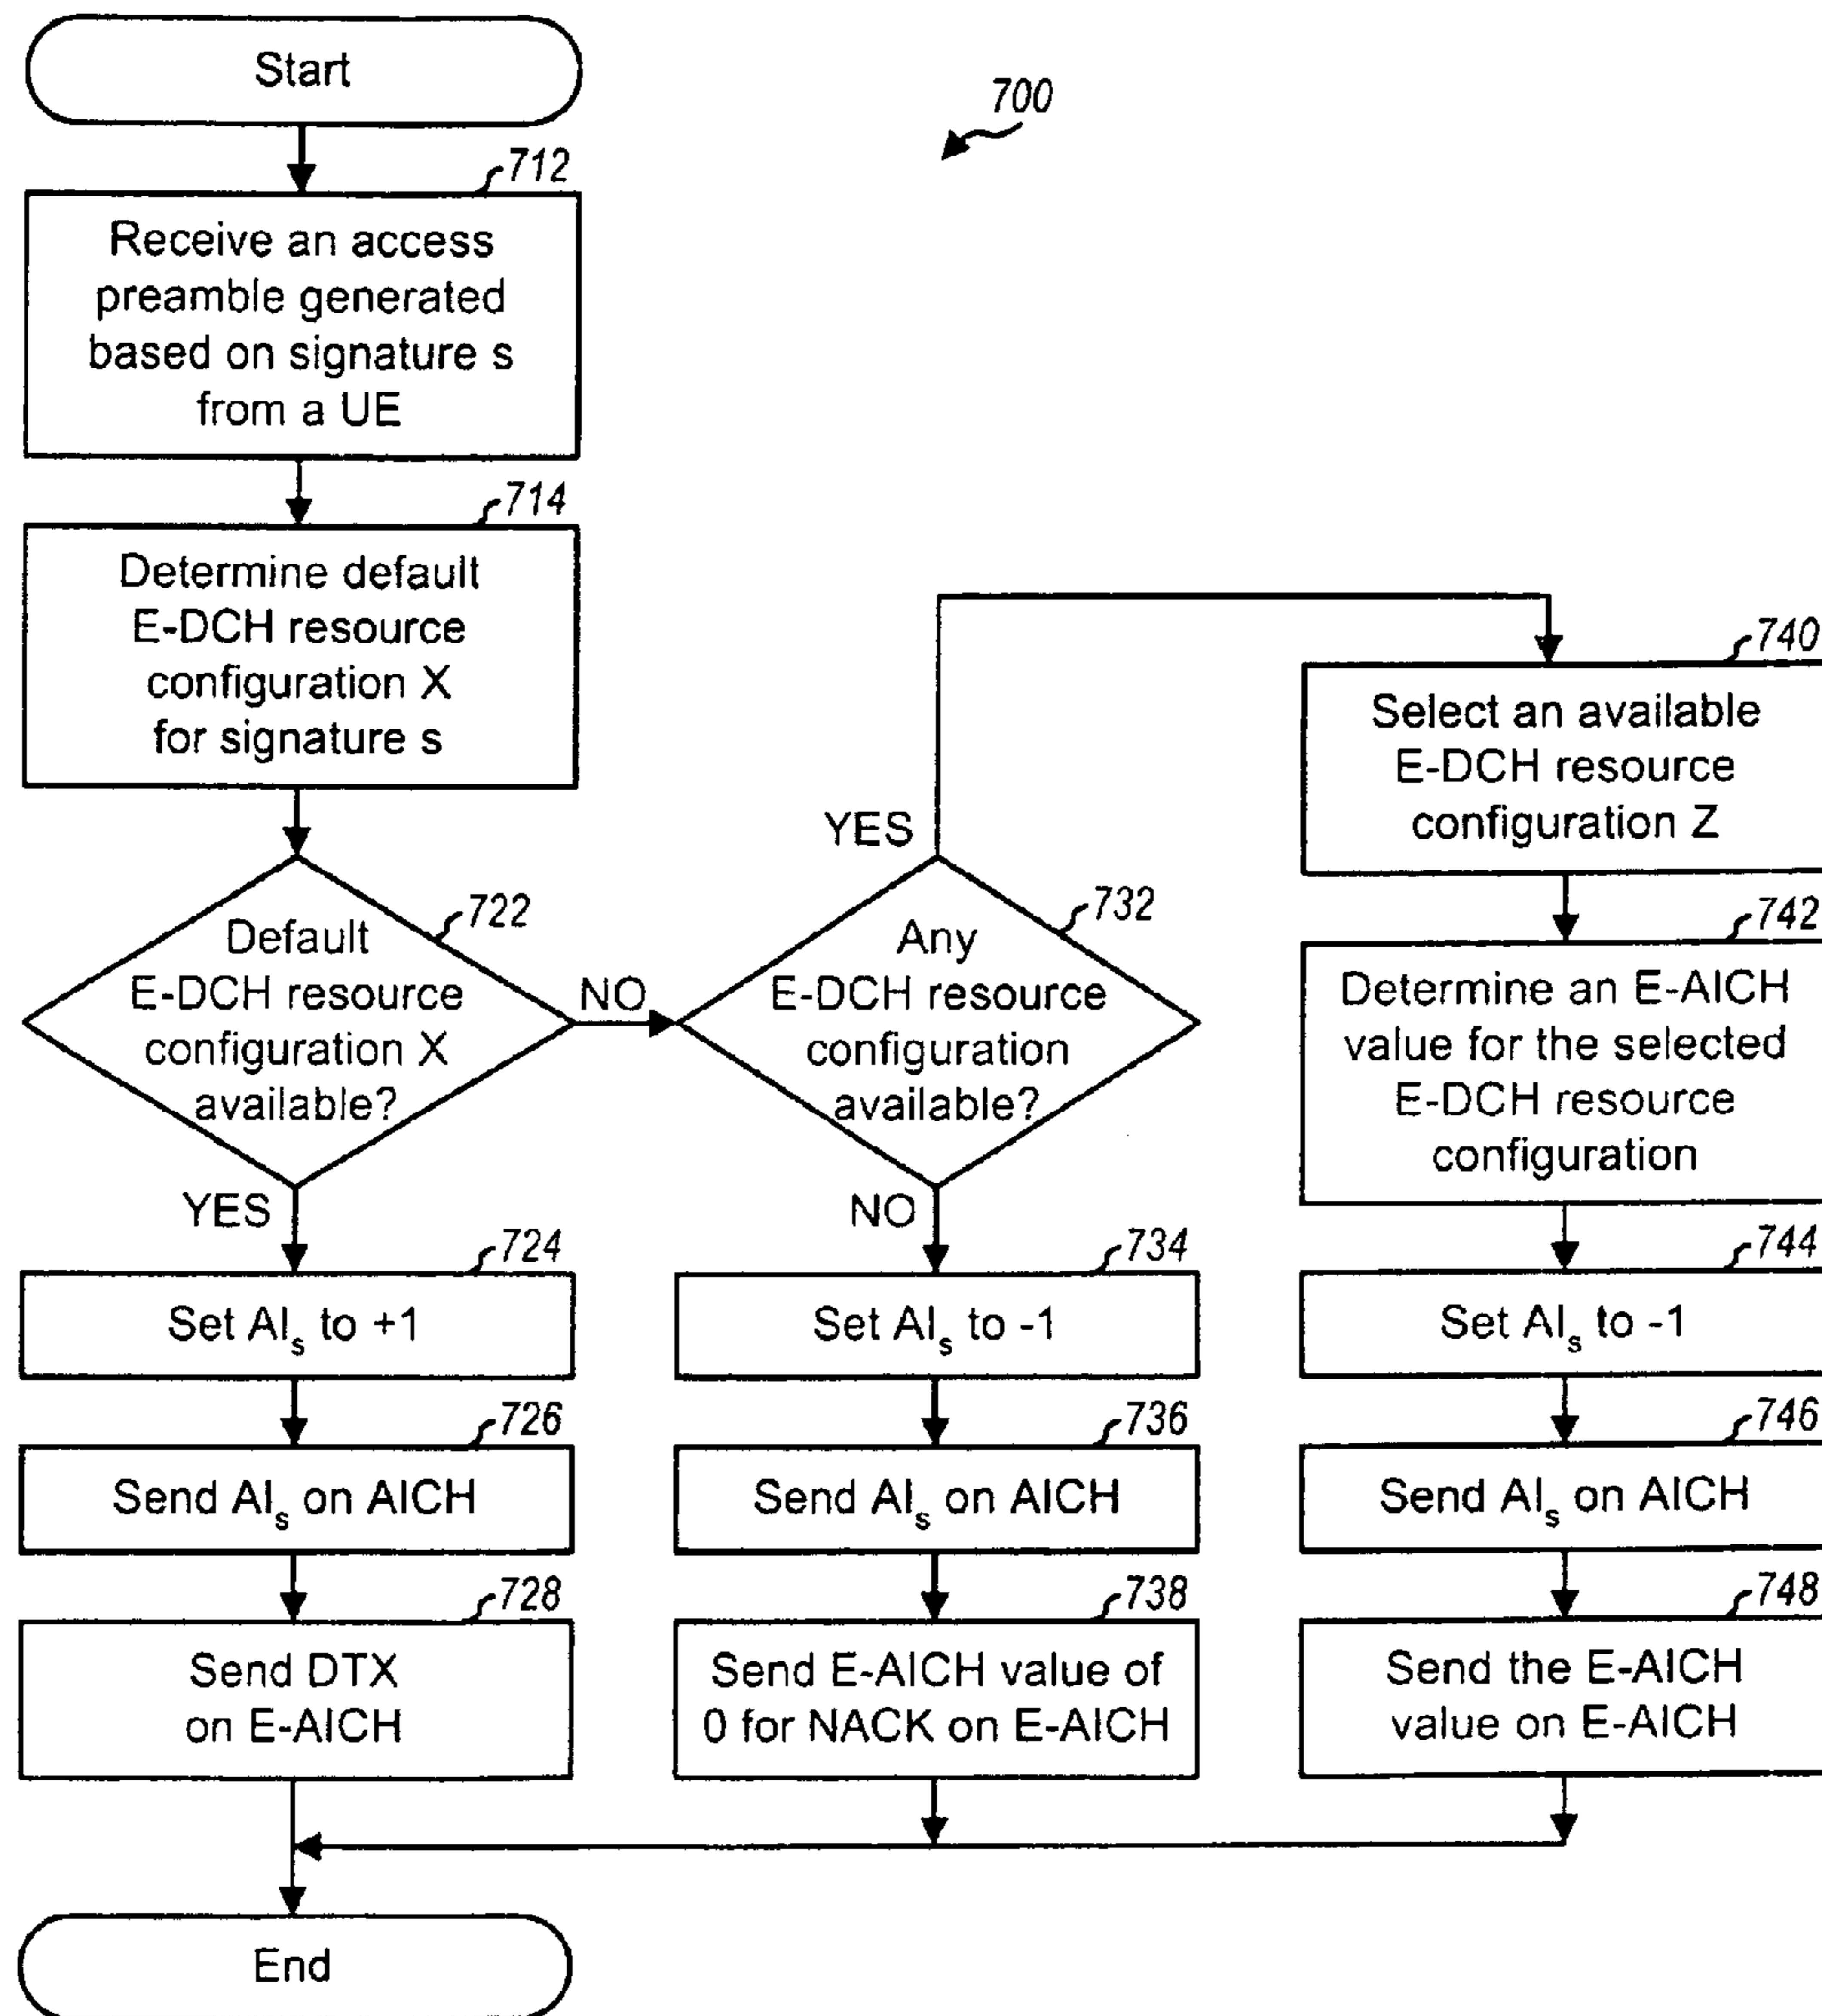 Start
700
712
Receive an access
preamble generated
based on signature s
from a UE
714
Determine default
E-DCH resource
configuration X
for signature s
722
Default
E-DCH resource
configuration X
available?
NO
YES
732
Any
E-DCH resource
configuration
available?
YES
NO
740
Select an available
E-DCH resource
configuration Z
742
Determine an E-AICH
value for the selected
E-DCH resource
configuration
724
Set AIs to +1
726
Send AIs on AICH
728
Send DTX
on E-AICH
734
Set AIs to -1
736
Send AIs on AICH
738
Send E-AICH value of
0 for NACK on E-AICH
744
Set AIs to -1
746
Send AIs on AICH
748
Send the E-AICH
value on E-AICH
End